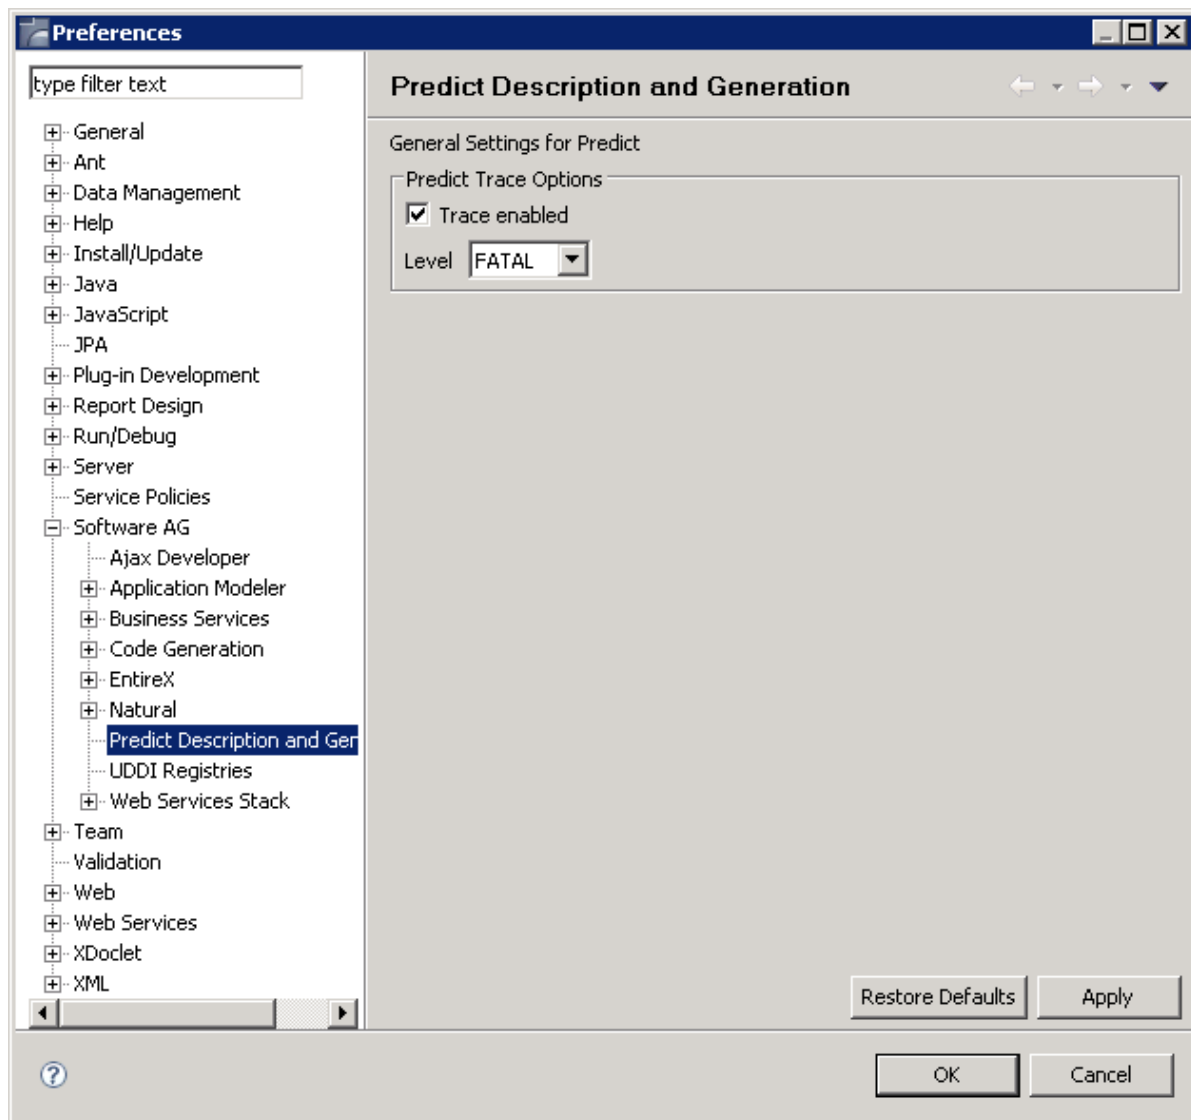 Preferences
type filter text
General
Ant
Data Management
Help
Install/Update
Java
JavaScript
JPA
Plug-in Development
Report Design
Run/Debug
Server
Service Policies
Software AG
Ajax Developer
Application Modeler
Business Services
Code Generation
EntireX
Natural
Predict Description and Ger
UDDI Registries
Web Services Stack
Team
Validation
Web
Web Services
XDoclet
XML
Predict Description and Generation
General Settings for Predict
Predict Trace Options
Trace enabled
Level FATAL
Restore Defaults Apply
OK Cancel